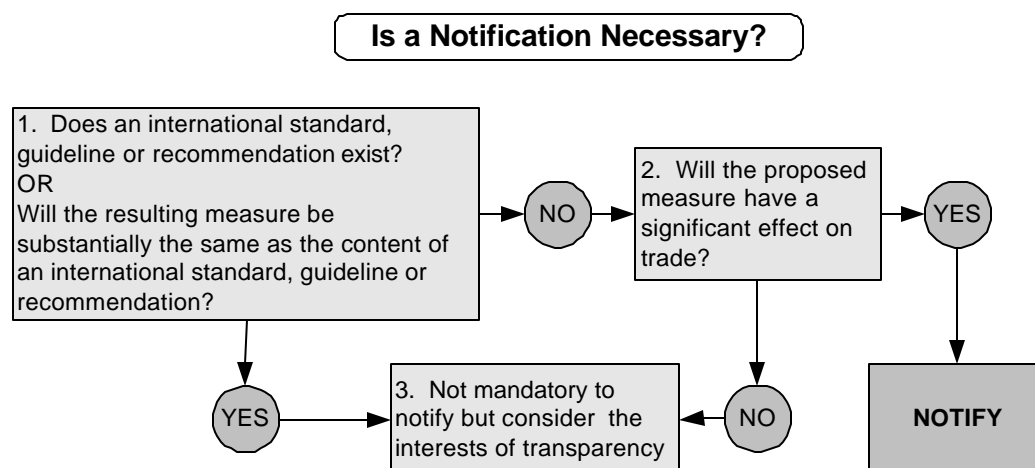 Is a Notification Necessary?
1. Does an international standard,
guideline or recommendation exist?
OR
Will the resulting measure be
substantially the same as the content of
an international standard, guideline or
recommendation?
NO
2. Will the proposed
measure have a
significant effect on
trade?
YES
YES
3. Not mandatory to
notify but consider the
interests of transparency
NO
NOTIFY